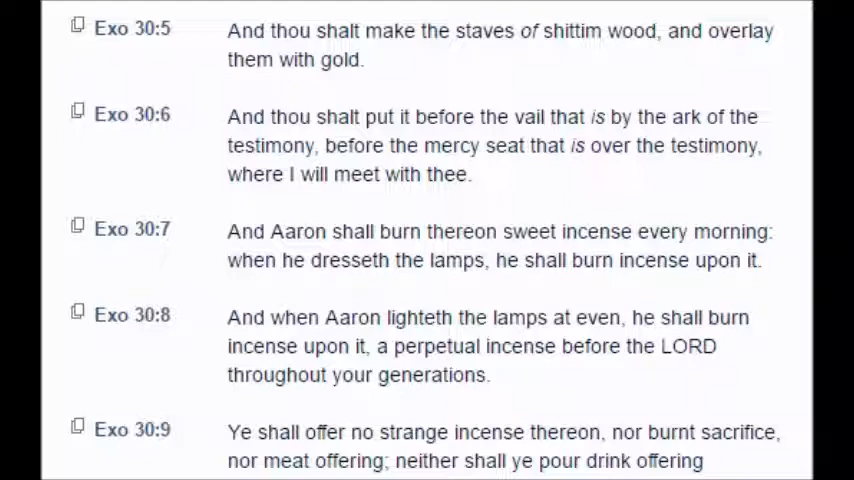 Exo 30:5 And thou shalt make the staves of shittim wood, and overlay
them with gold.
Exo 30:6 And thou shalt put it before the vail that is by the ark of the
testimony, before the mercy seat that is over the testimony,
where I will meet with thee.
Exo 30:7 And Aaron shall burn thereon sweet incense every morning:
when he dresseth the lamps, he shall burn incense upon it.
Exo 30:8 And when Aaron lighteth the lamps at even, he shall burn
incense upon it, a perpetual incense before the LORD
throughout your generations.
Exo 30:9 Ye shall offer no strange incense thereon, nor burnt sacrifice,
nor meat offering; neither shall ye pour drink offering